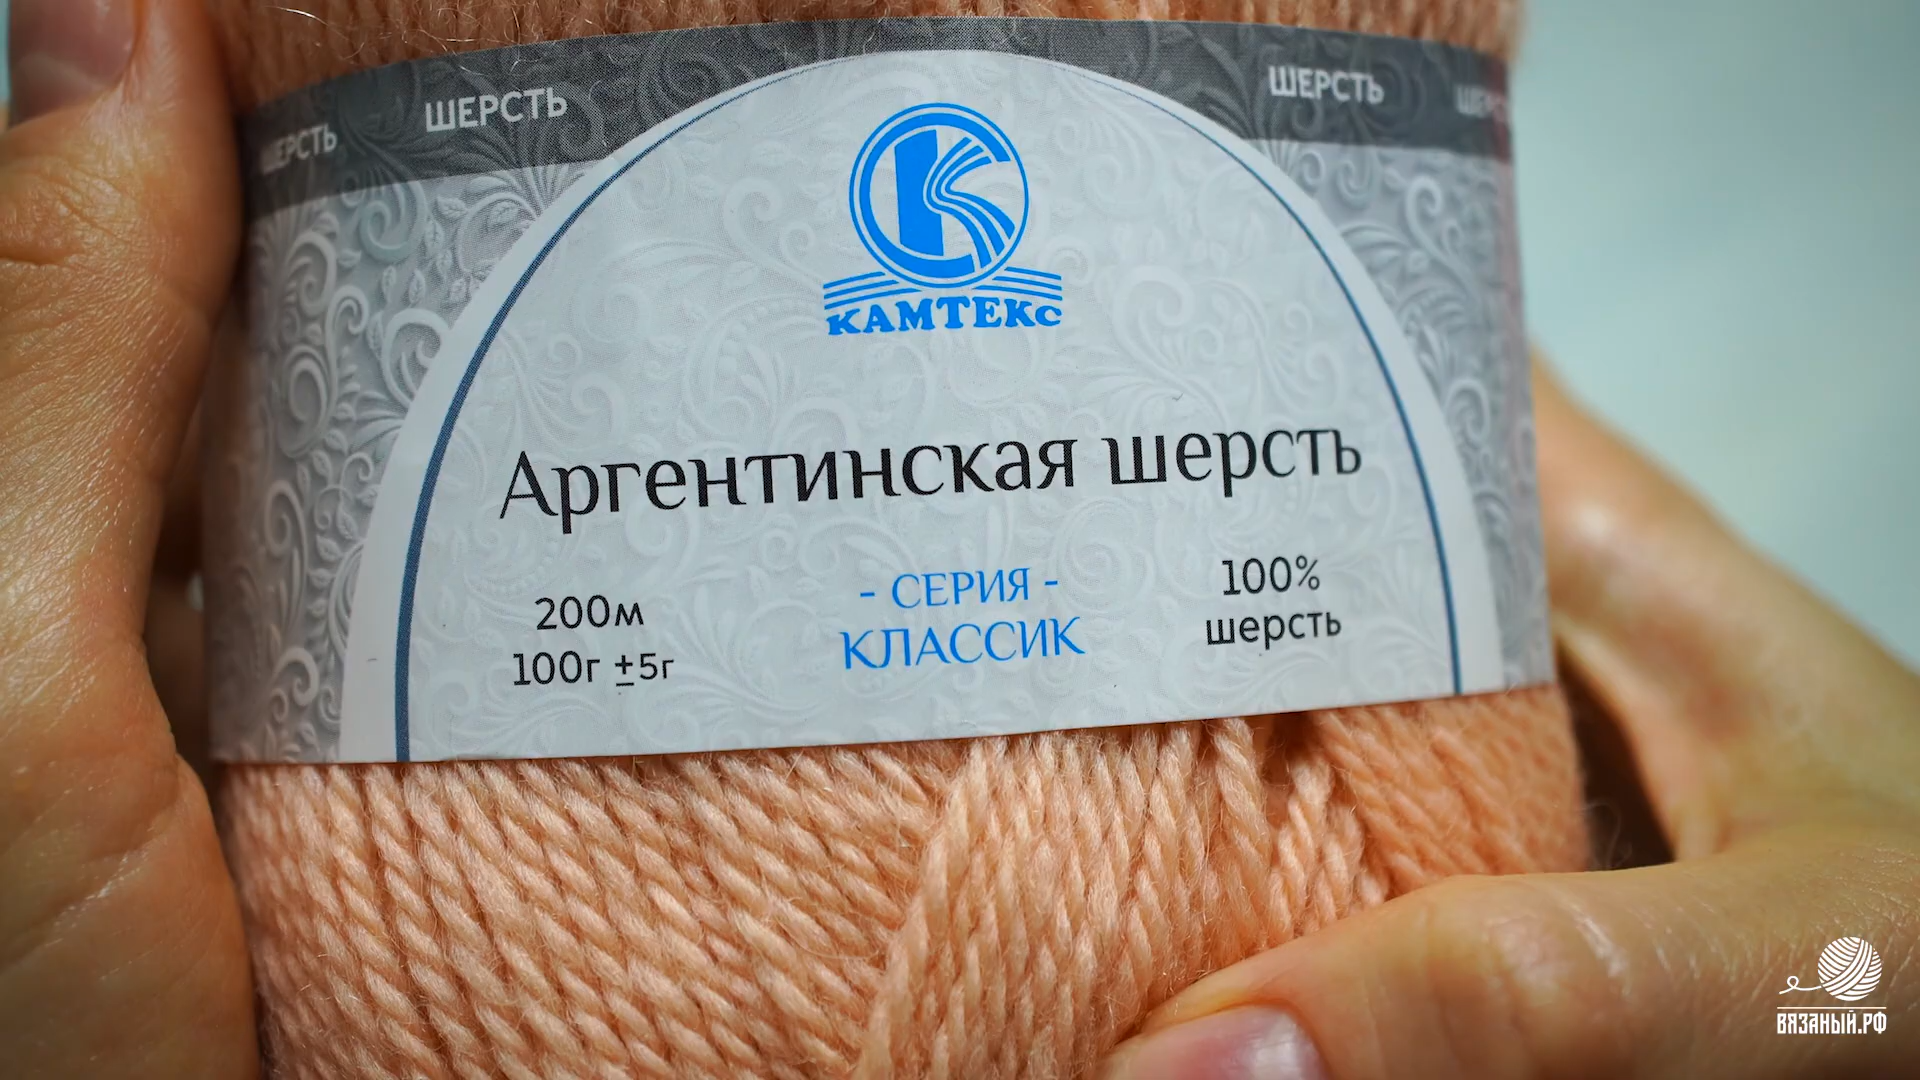 ШЕРСТЬ ШЕРСТЬ ШЕРСТЬ
КАМТЕКС
Аргентинская шерсть
200м
100г ±5г
- СЕРИЯ -
КЛАССИК
100%
шерсть
ВЯЗАНЫЙ.РФ